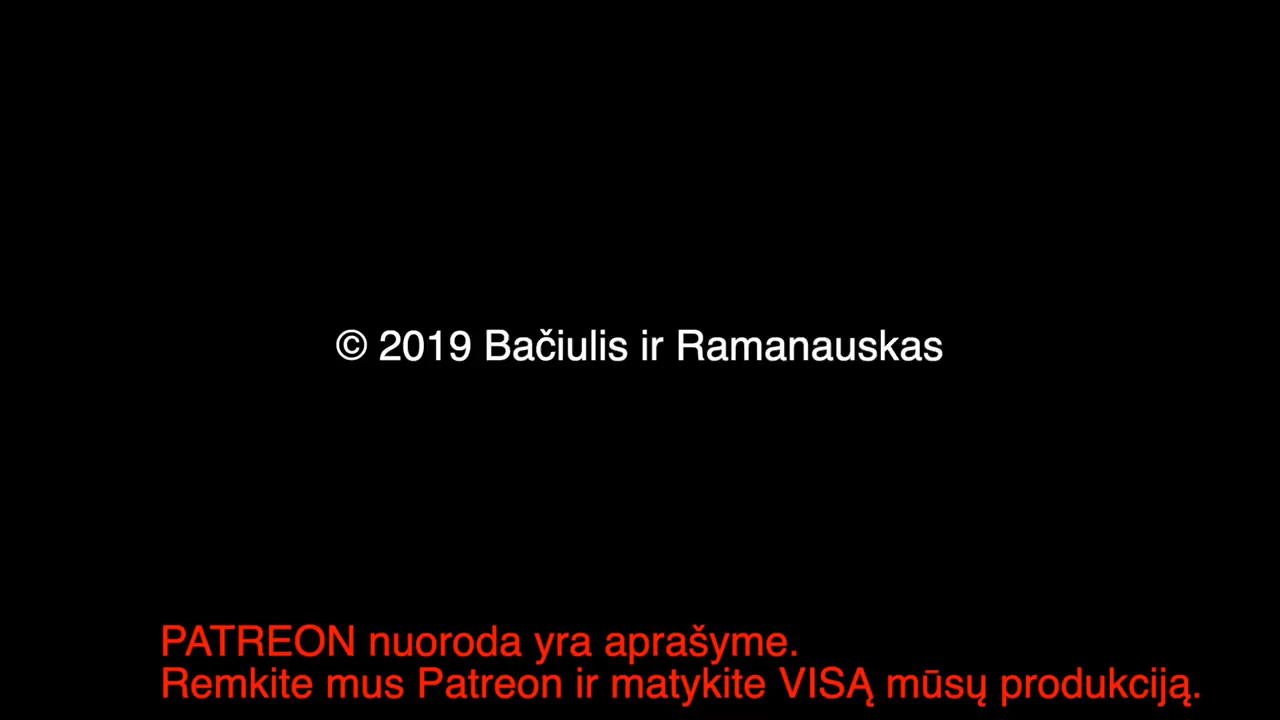 © 2019 Bačiulis ir Ramanauskas
PATREON nuoroda yra aprašyme.
Remkite mus Patreon ir matykite VISĄ mūsų produkciją.